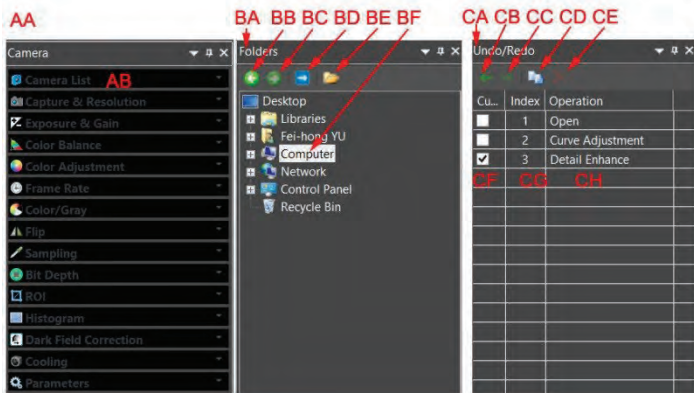 AA
BA BB BC BD BE BF
CA CB CC CD CE
Camera
AB
Camera List
Capture & Resolution
Exposure & Gain
Color Balance
Color Adjustment
Frame Rate
Color/Gray
Flip
Sampling
Bit Depth
ROI
Histogram
Dark Field Correction
Cooling
Parameters
Folders
Desktop
Libraries
Fei-hong YU
Computer
Network
Control Panel
Recycle Bin
Undo/Redo
Cu... Index Operation
1 Open
2 Curve Adjustment
3 Detail Enhance
CF CG CH